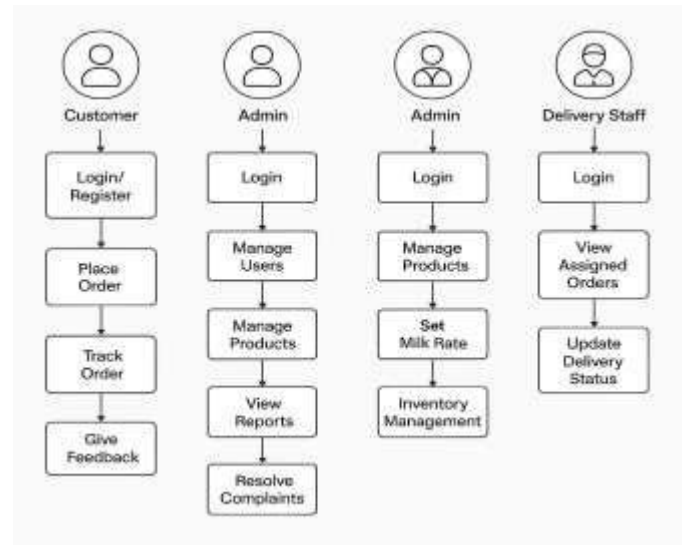 Customer
Login/
Register
Place
Order
Track
Order
Give
Feedback
Admin
Login
Manage
Users
Manage
Products
View
Reports
Resolve
Complaints
Admin
Login
Manage
Products
Set
Milk Rate
Inventory
Management
Delivery Staff
Login
View
Assigned
Orders
Update
Delivery
Status